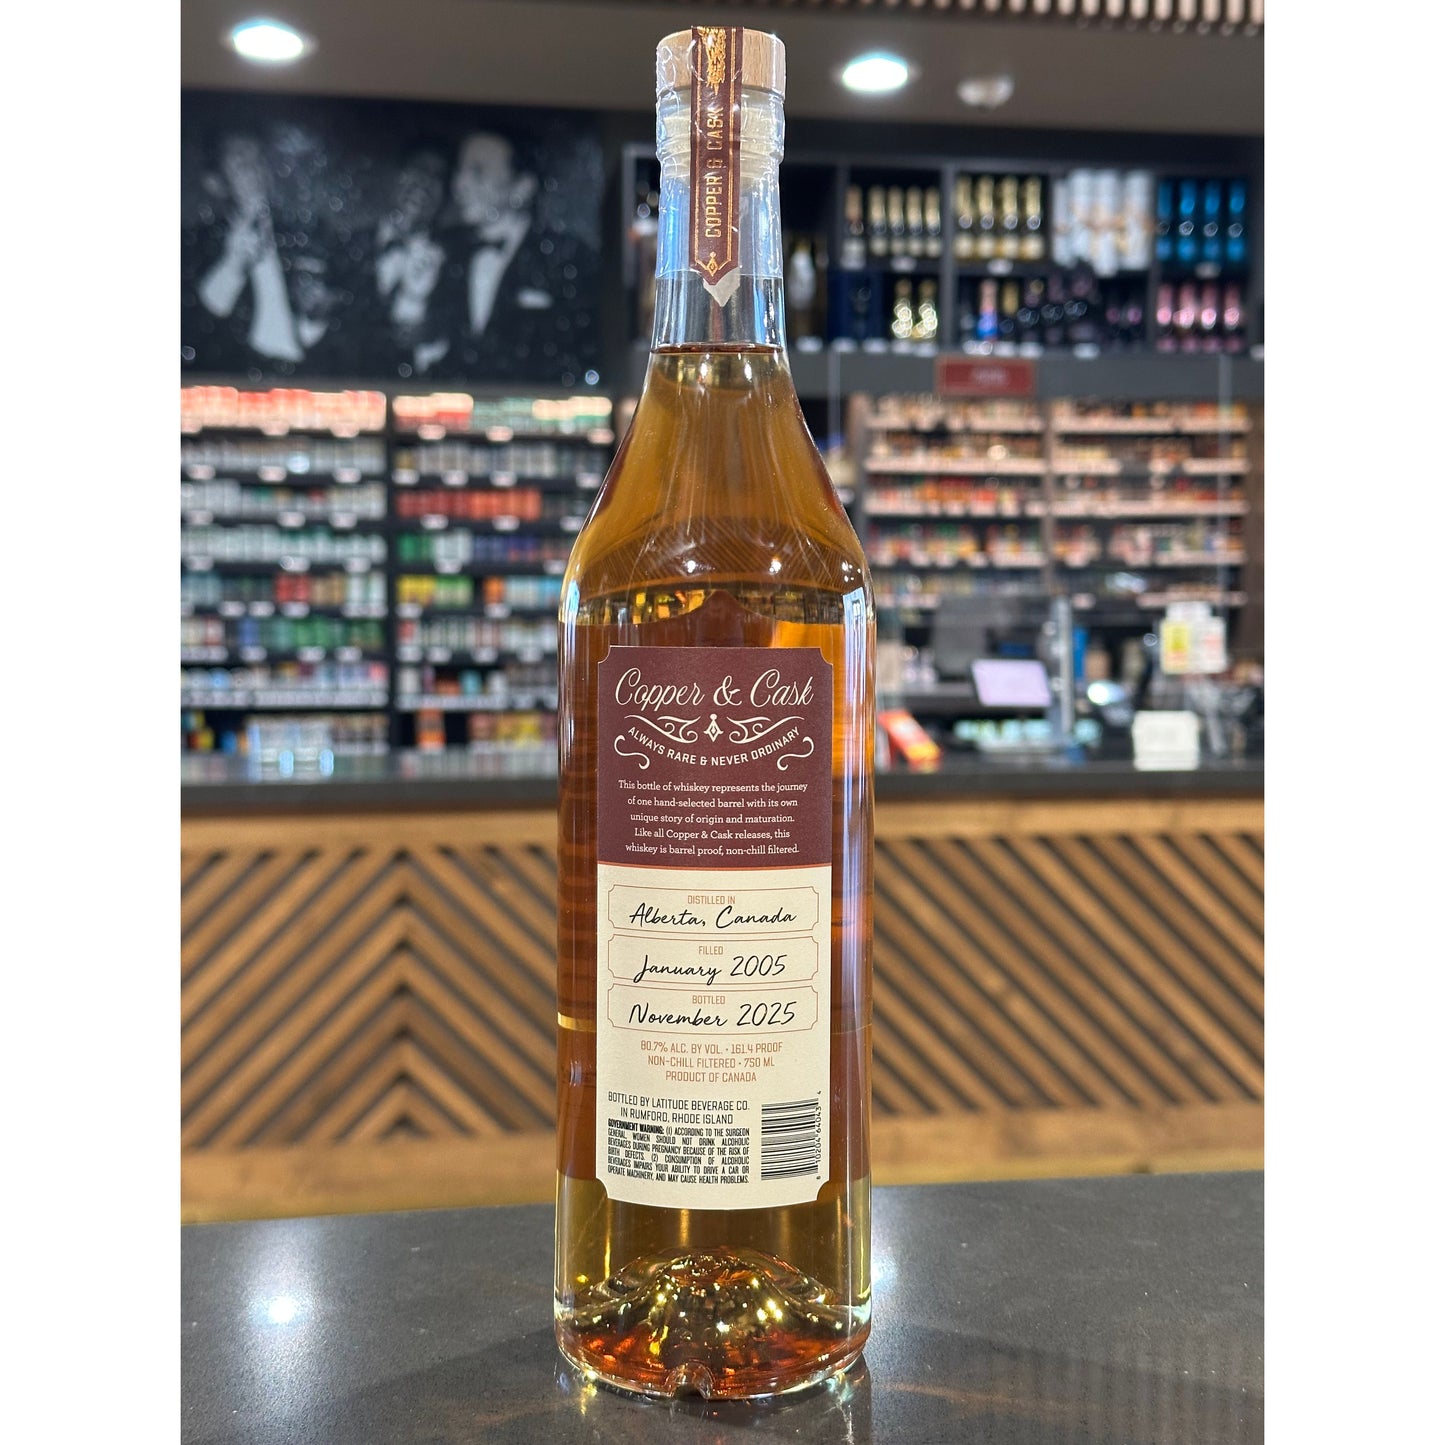 COPPER & CASK
Copper & Cask
ALWAYS RARE & NEVER ORDINARY
This bottle of whiskey represents the journey
of one hand-selected barrel with its own
unique story of origin and maturation.
Like all Copper & Cask releases, this
whiskey is barrel proof, non-chill filtered.
DISTILLED IN
Alberta, Canada
FILLED
January 2005
BOTTLED
November 2025
80.7% ALC. BY VOL. • 161.4 PROOF
NON-CHILL FILTERED • 750 ML
PRODUCT OF CANADA
BOTTLED BY LATITUDE BEVERAGE CO.
IN RUMFORD, RHODE ISLAND
GOVERNMENT WARNING: (1) ACCORDING TO THE SURGEON
GENERAL, WOMEN SHOULD NOT DRINK ALCOHOLIC
BEVERAGES DURING PREGNANCY BECAUSE OF THE RISK OF
BIRTH DEFECTS. (2) CONSUMPTION OF ALCOHOLIC
BEVERAGES IMPAIRS YOUR ABILITY TO DRIVE A CAR OR
OPERATE MACHINERY, AND MAY CAUSE HEALTH PROBLEMS.
8 10204 64043 4